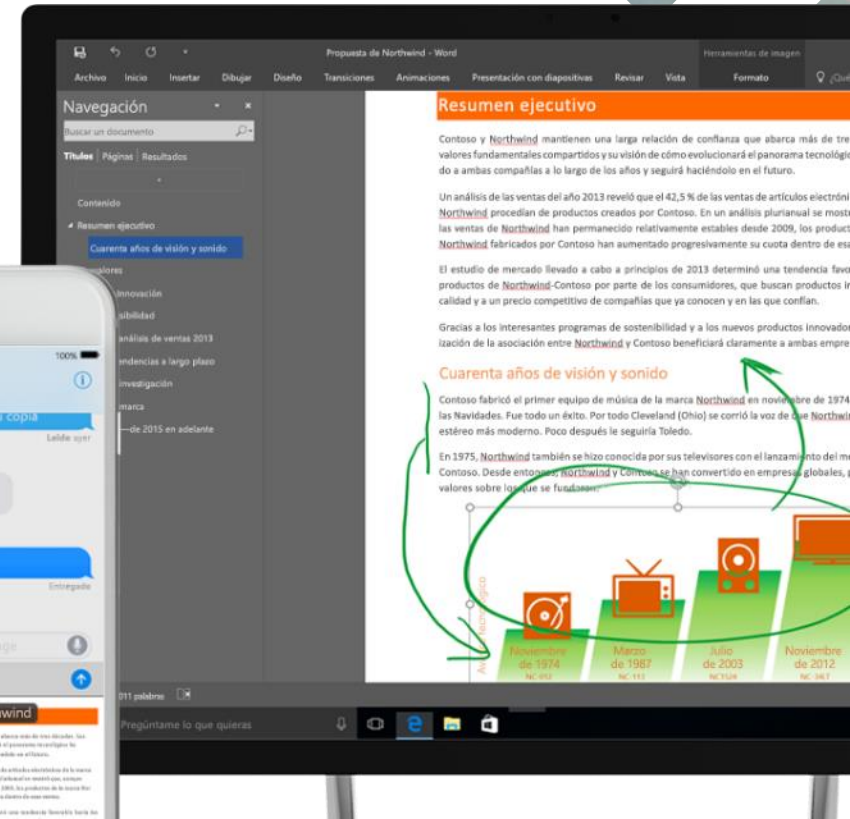 Propuesta de Northwind - Word
Herramientas de imagen
Archivo Inicio Insertar Dibujar Diseño Transiciones Animaciones Presentación con diapositivas Revisar Vista Formato ¿Qué
Navegación
Buscar un documento
Títulos Páginas Resultados
Contenido
Resumen ejecutivo
Cuarenta años de visión y sonido
valores
Innovación
sibilidad
análisis de ventas 2013
endencias a largo plazo
investigación
marca
—de 2015 en adelante
Resumen ejecutivo
Contoso y Northwind mantienen una larga relación de confianza que abarca más de tre
valores fundamentales compartidos y su visión de cómo evolucionará el panorama tecnológic
do a ambas compañías a lo largo de los años y seguirá haciéndolo en el futuro.
Un análisis de las ventas del año 2013 reveló que el 42,5 % de las ventas de artículos electróni
Northwind procedían de productos creados por Contoso. En un análisis plurianual se mostr
las ventas de Northwind han permanecido relativamente estables desde 2009, los product
Northwind fabricados por Contoso han aumentado progresivamente su cuota dentro de esa
El estudio de mercado llevado a cabo a principios de 2013 determinó una tendencia favo
productos de Northwind-Contoso por parte de los consumidores, que buscan productos in
calidad y a un precio competitivo de compañías que ya conocen y en las que confían.
Gracias a los interesantes programas de sostenibilidad y a los nuevos productos innovador
ización de la asociación entre Northwind y Contoso beneficiará claramente a ambas empre
Cuarenta años de visión y sonido
Contoso fabricó el primer equipo de música de la marca Northwind en noviembre de 1974
las Navidades. Fue todo un éxito. Por todo Cleveland (Ohio) se corrió la voz de que Northwin
estéreo más moderno. Poco después le seguiría Toledo.
En 1975, Northwind también se hizo conocida por sus televisores con el lanzamiento del me
Contoso. Desde entonces, Northwind y Contoso se han convertido en empresas globales, p
valores sobre los que se fundaron.
Noviembre
de 1974
Marzo
de 1987
Julio
de 2003
Noviembre
de 2012
011 palabras
Pregúntame lo que quieras
100%
copia
Leído ayer
Entregado
wind